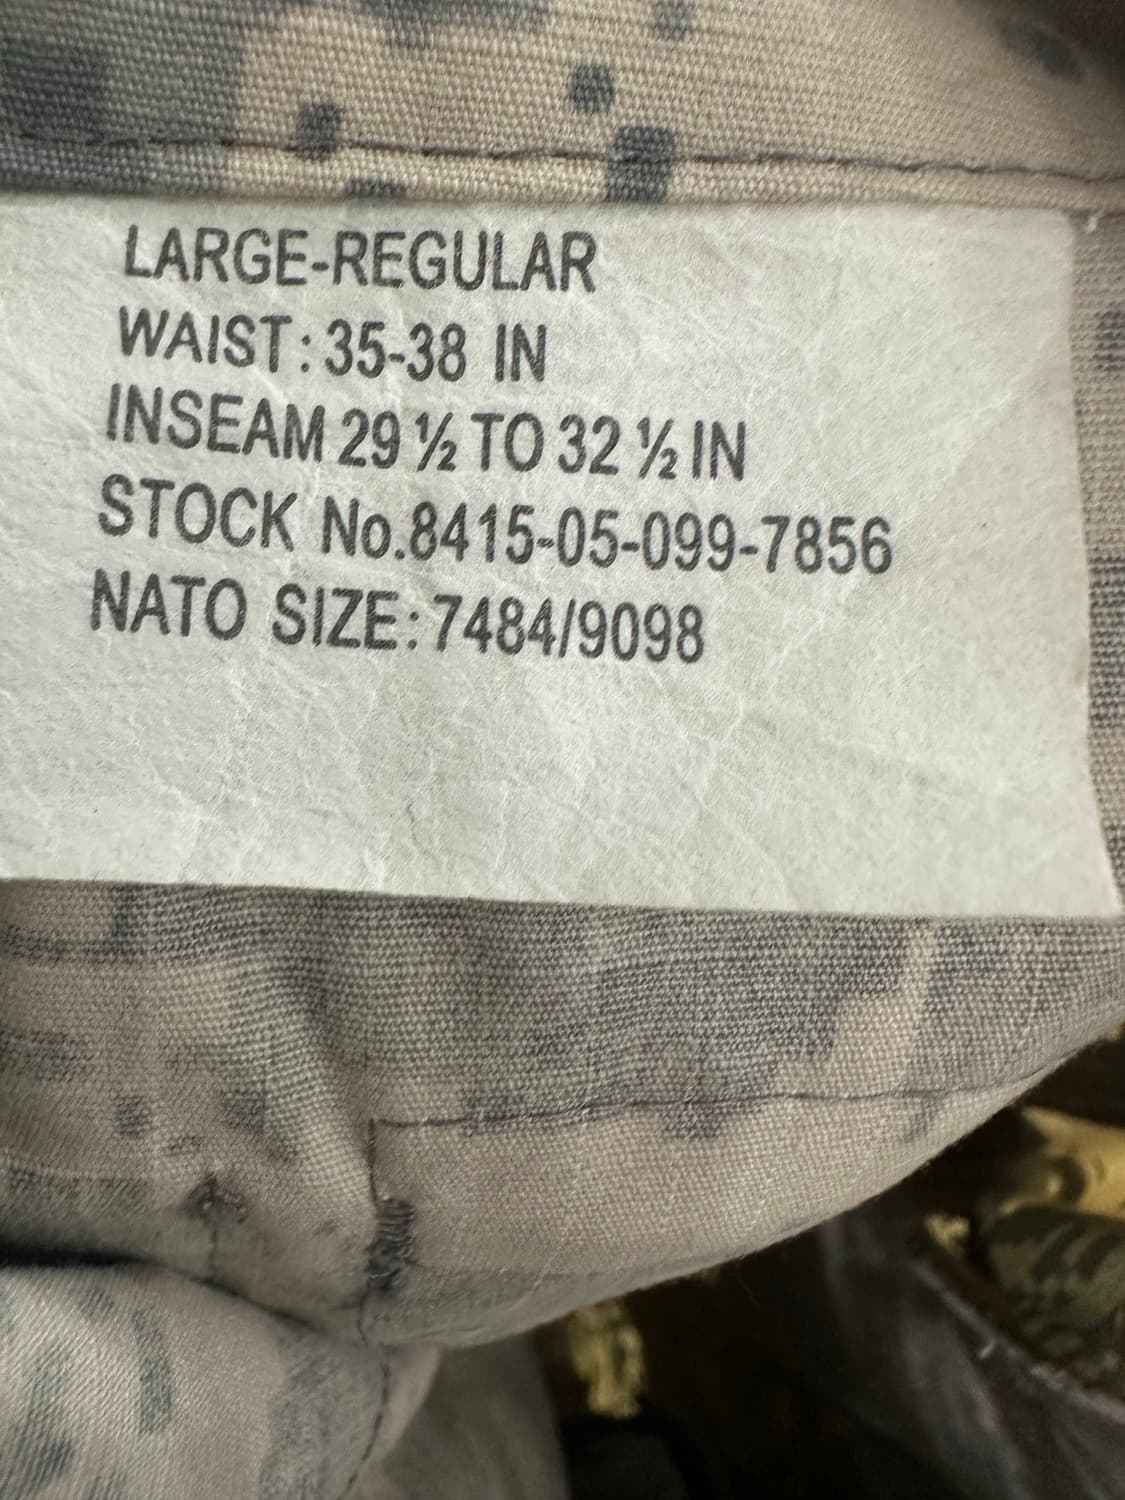 LARGE-REGULAR
WAIST: 35-38 IN
INSEAM 29 ½ TO 32 ½ IN
STOCK No.8415-05-099-7856
NATO SIZE: 7484/9098